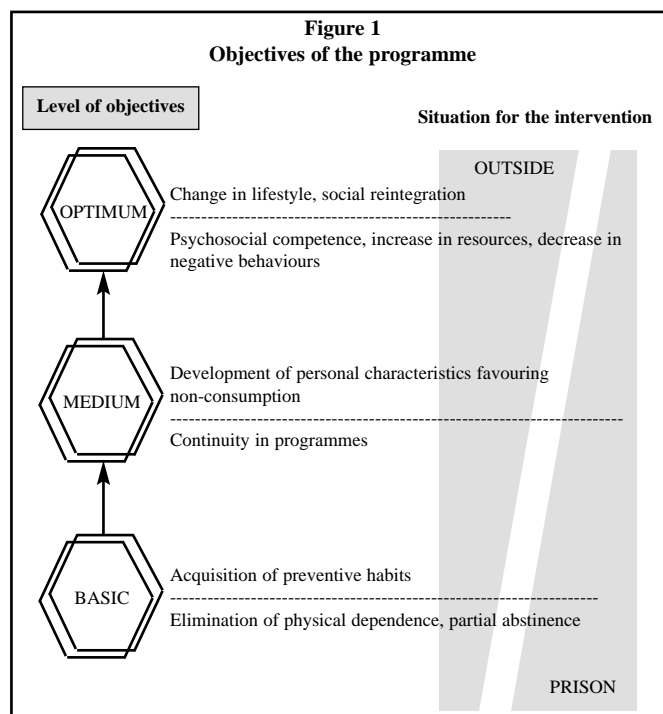 Figure 1
Objectives of the programme
Level of objectives
Situation for the intervention
OUTSIDE
OPTIMUM
Change in lifestyle, social reintegration
Psychosocial competence, increase in resources, decrease in
negative behaviours
MEDIUM
Development of personal characteristics favouring
non-consumption
Continuity in programmes
BASIC
Acquisition of preventive habits
Elimination of physical dependence, partial abstinence
PRISON